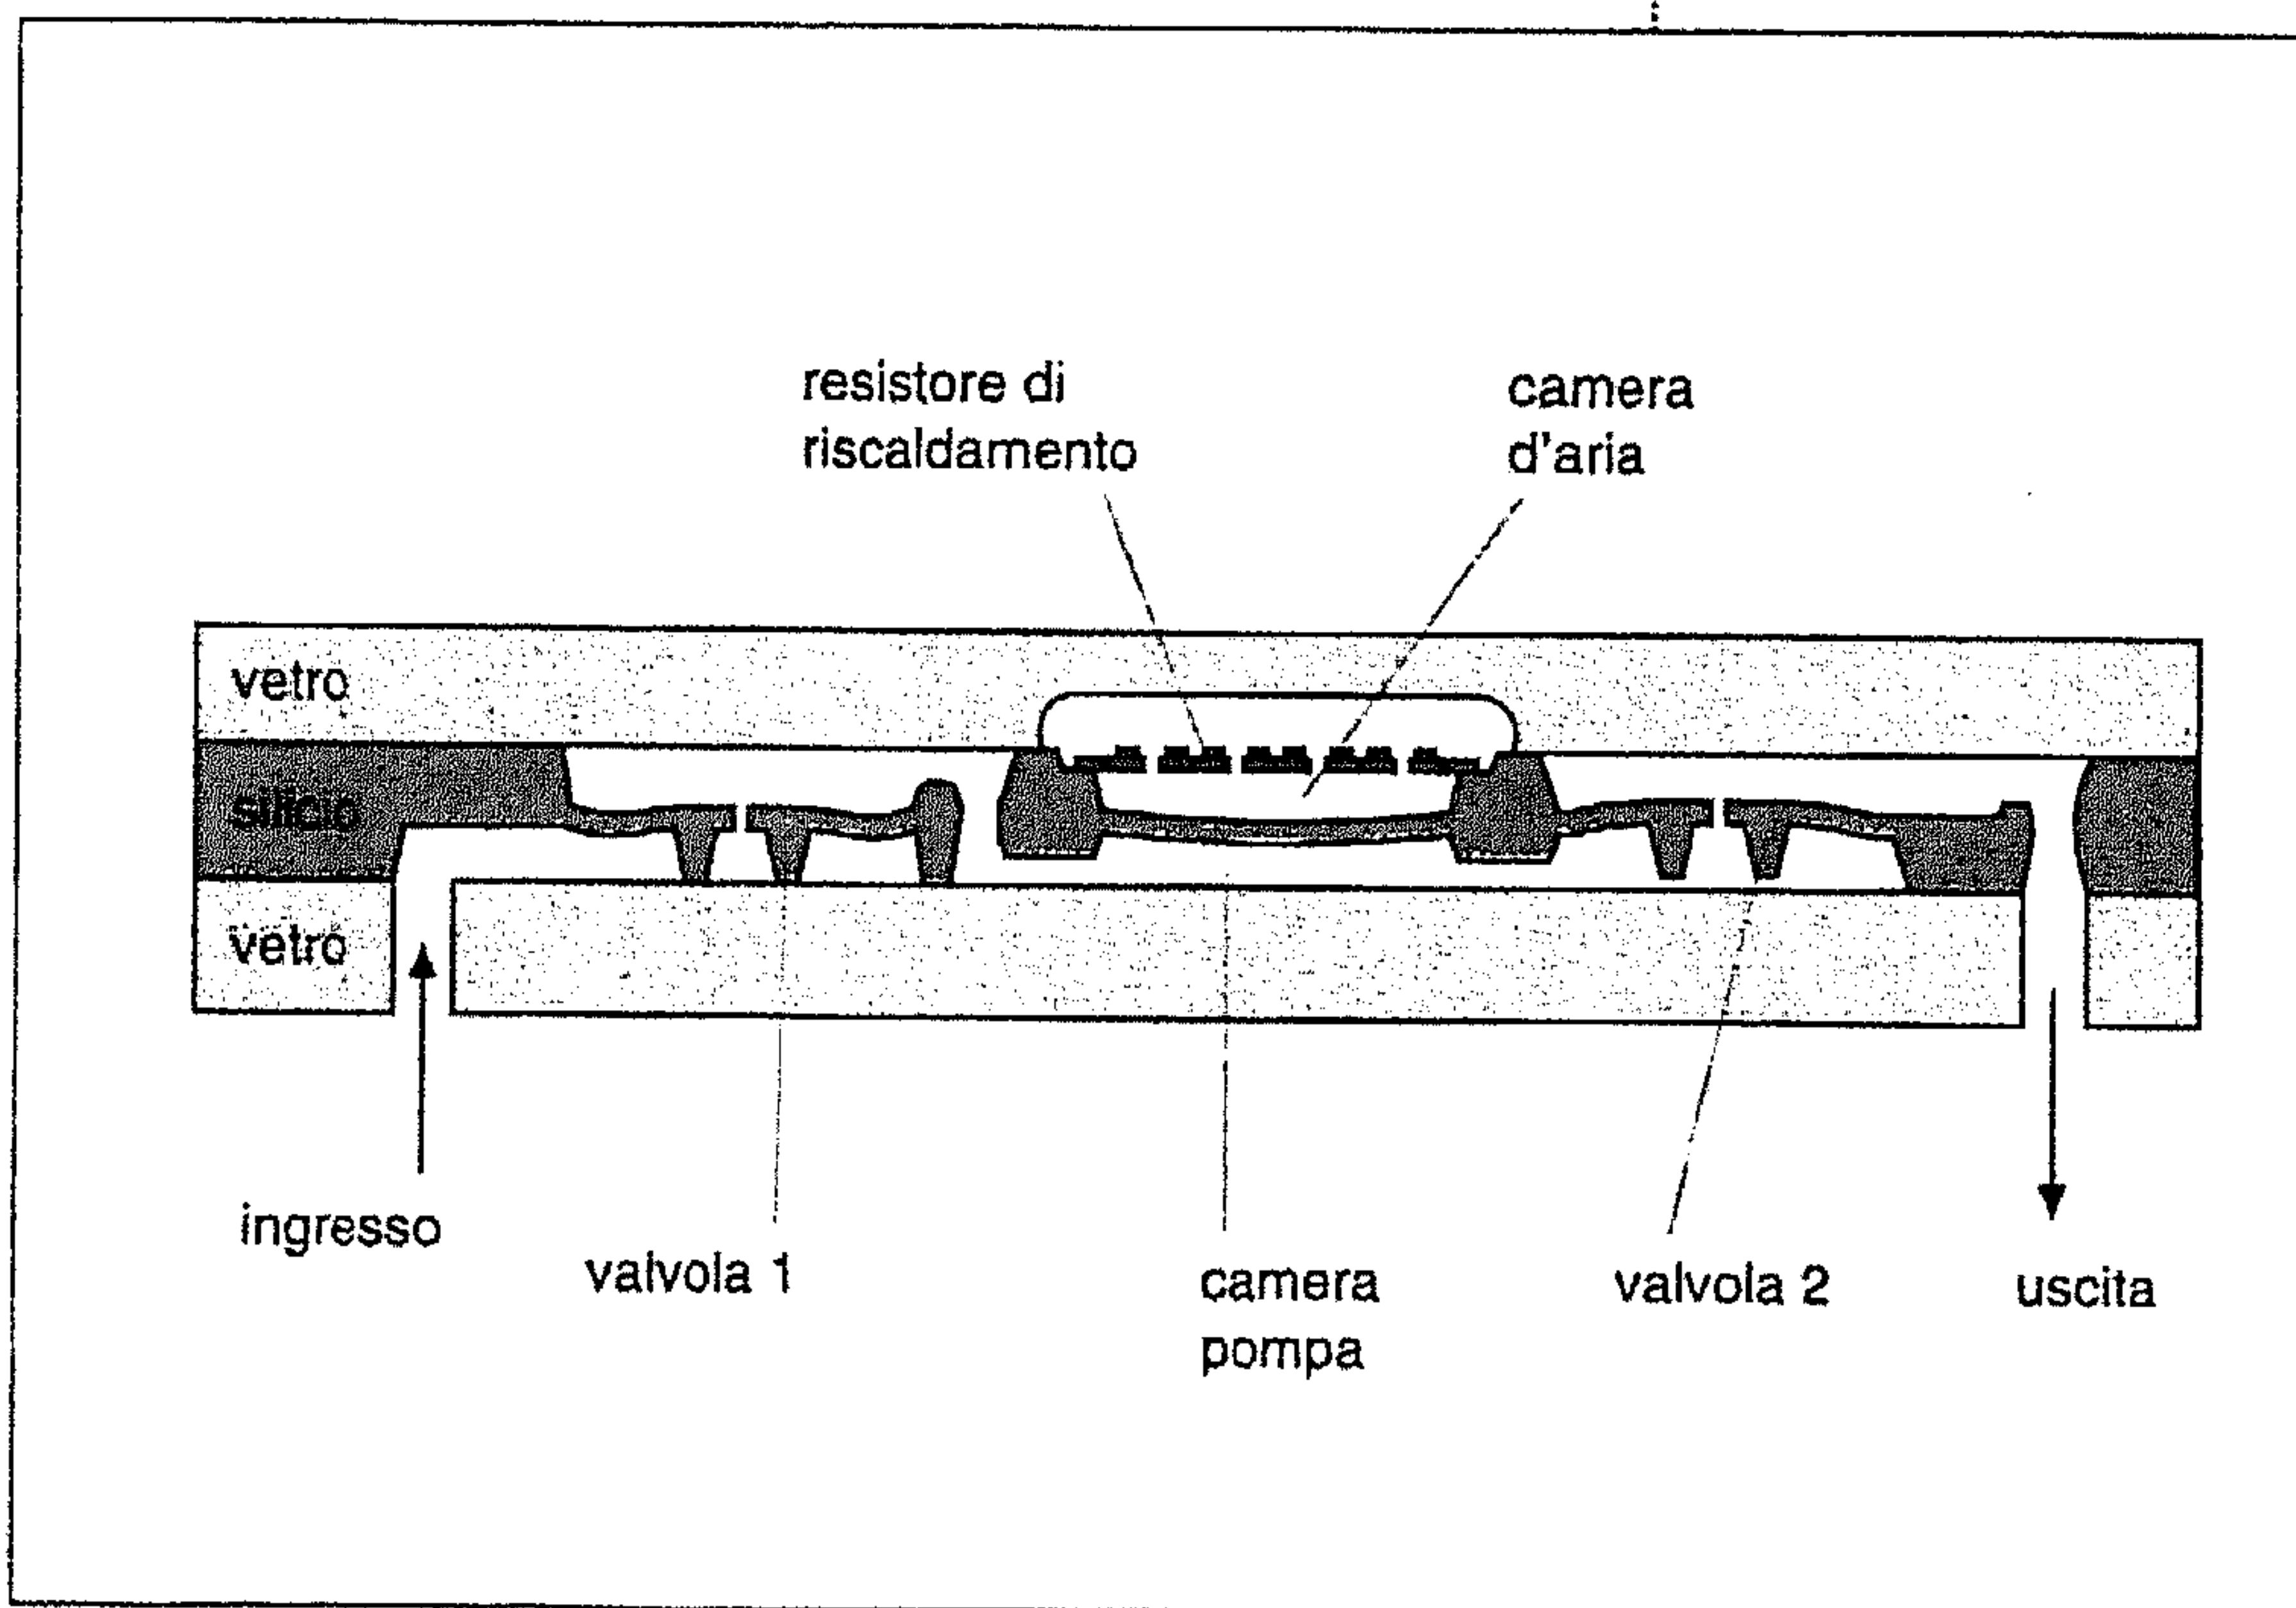 resistore di
riscaldamento
camera
d'aria
vetro
silicio
vetro
ingresso
valvola 1
camera
pompa
valvola 2
uscita